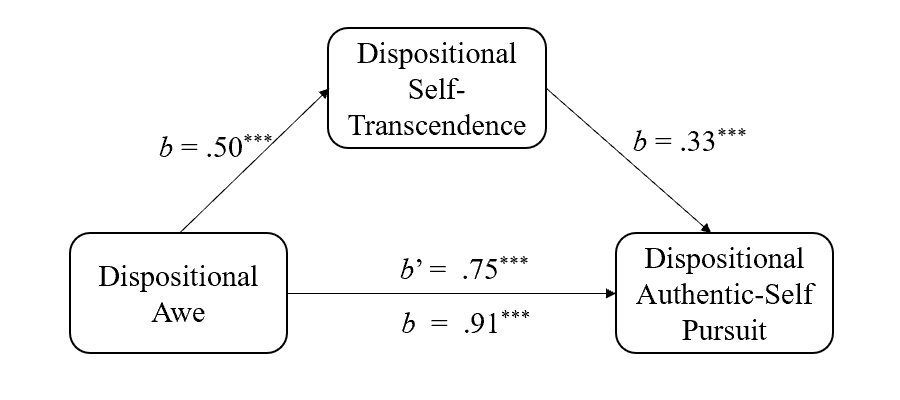 Dispositional
Self-
Transcendence
b = .50***
b = .33***
Dispositional
Awe
b’ = .75***
b = .91***
Dispositional
Authentic-Self
Pursuit